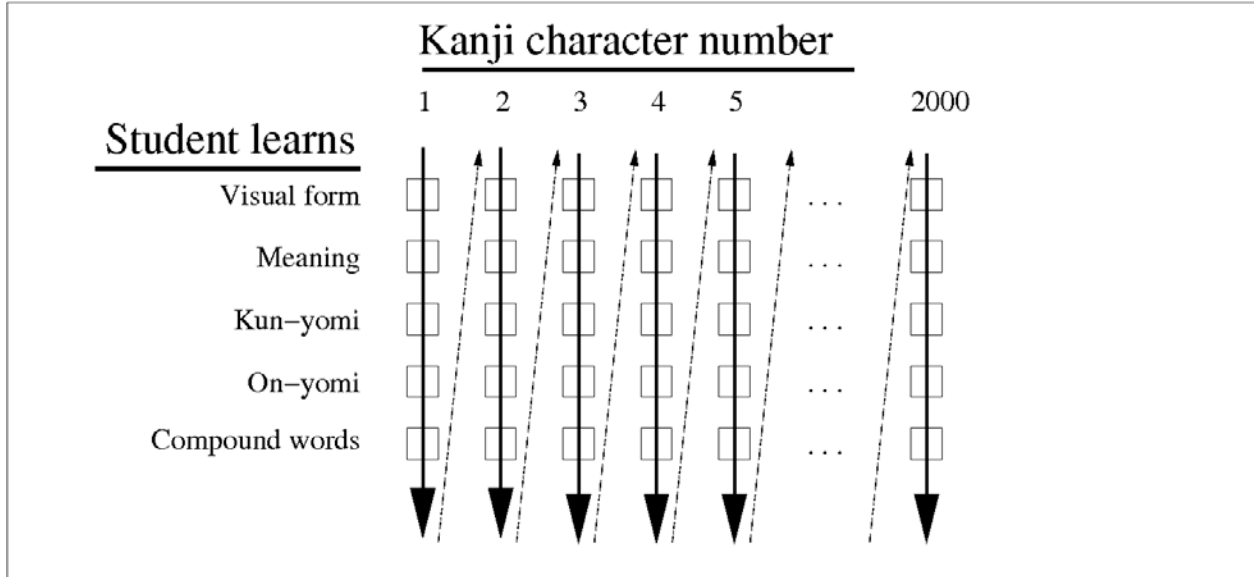 Kanji character number
1 2 3 4 5 2000
Student learns
Visual form . . .
Meaning . . .
Kun−yomi . . .
On−yomi . . .
Compound words . . .